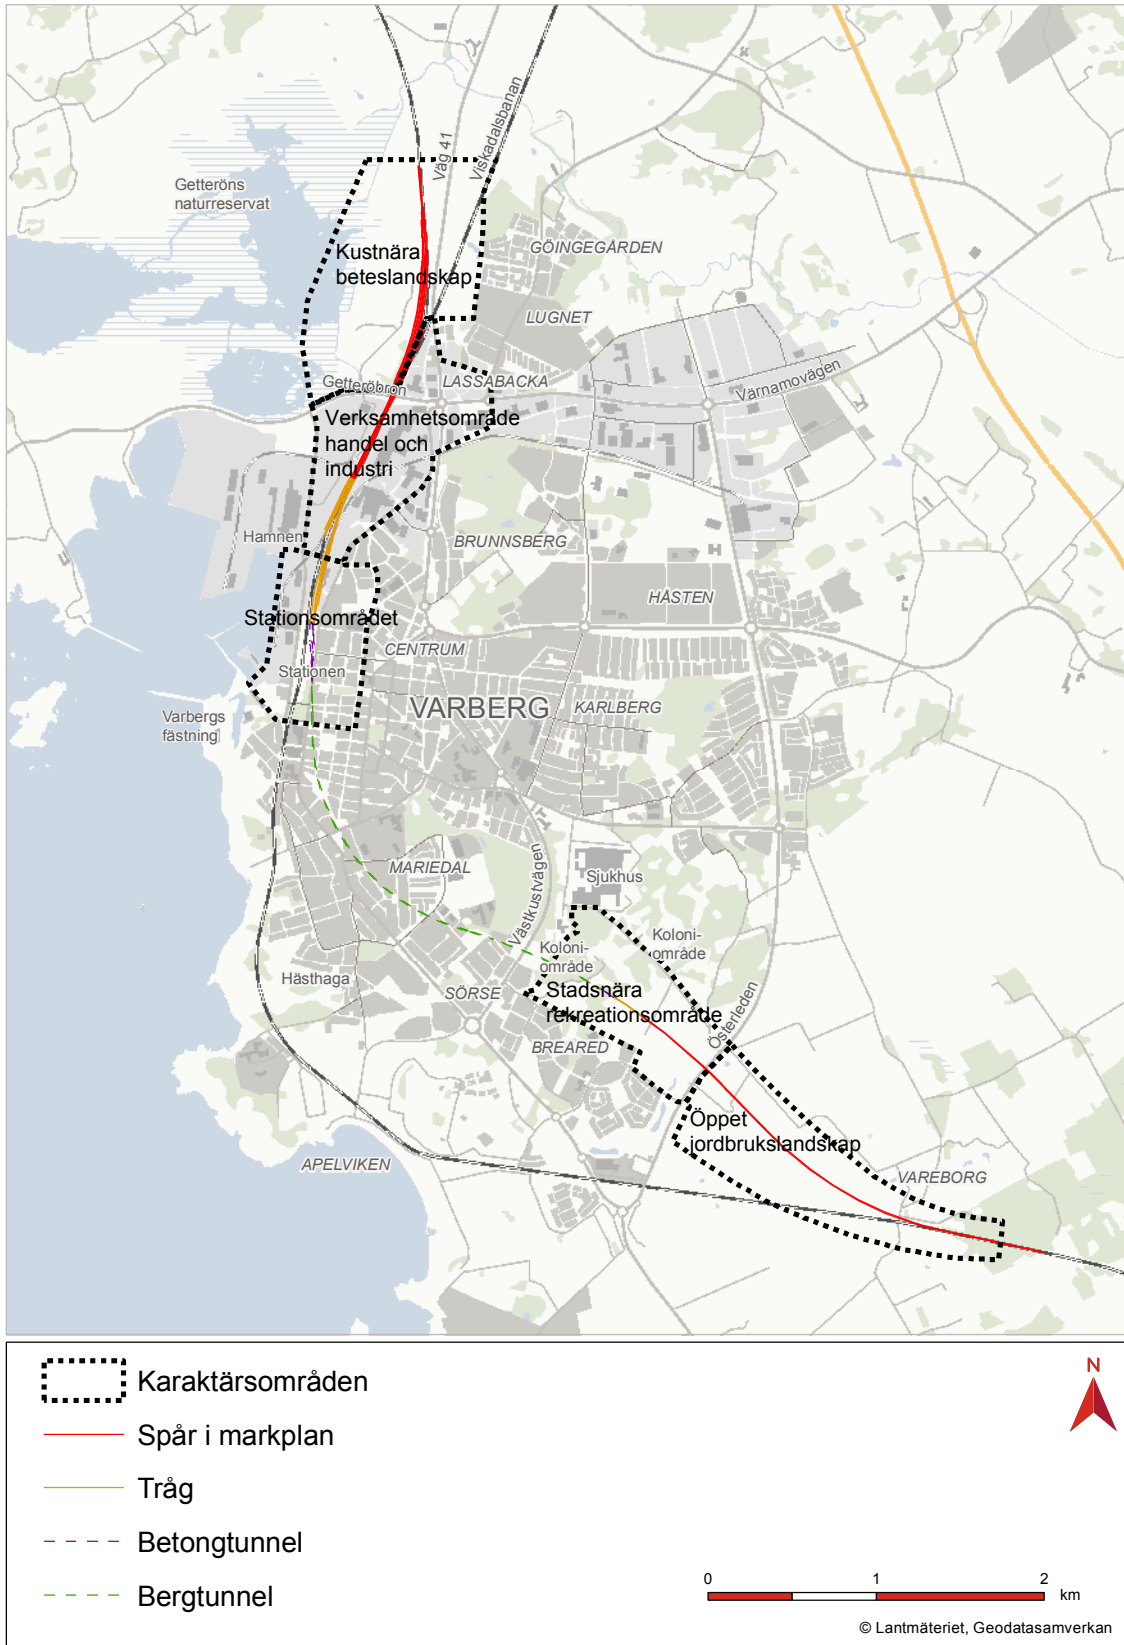 Väg 41
Viskadalsbanan
Getteröns
naturreservat
GÖINGEGÅRDEN
Kustnära
beteslandskap
LUGNET
Getteröbron
LASSABACKA
Värnamovägen
Verksamhetsområde
handel och
industri
Hamnen
BRUNNSBERG
HÅSTEN
Stationsområdet
CENTRUM
Stationen
VARBERG
KARLBERG
Varbergs
fästning
MARIEDAL
Västkustvägen
Sjukhus
Koloni-
område
Koloni-
område
Hästhaga
SÖRSE
Stadsnära
rekreationsområde
Österleden
BREARED
Öppet
jordbrukslandskap
APELVIKEN
VAREBORG
Karaktärsområden
Spår i markplan
Tråg
Betongtunnel
Bergtunnel
N
0 1 2
km
© Lantmäteriet, Geodatasamverkan